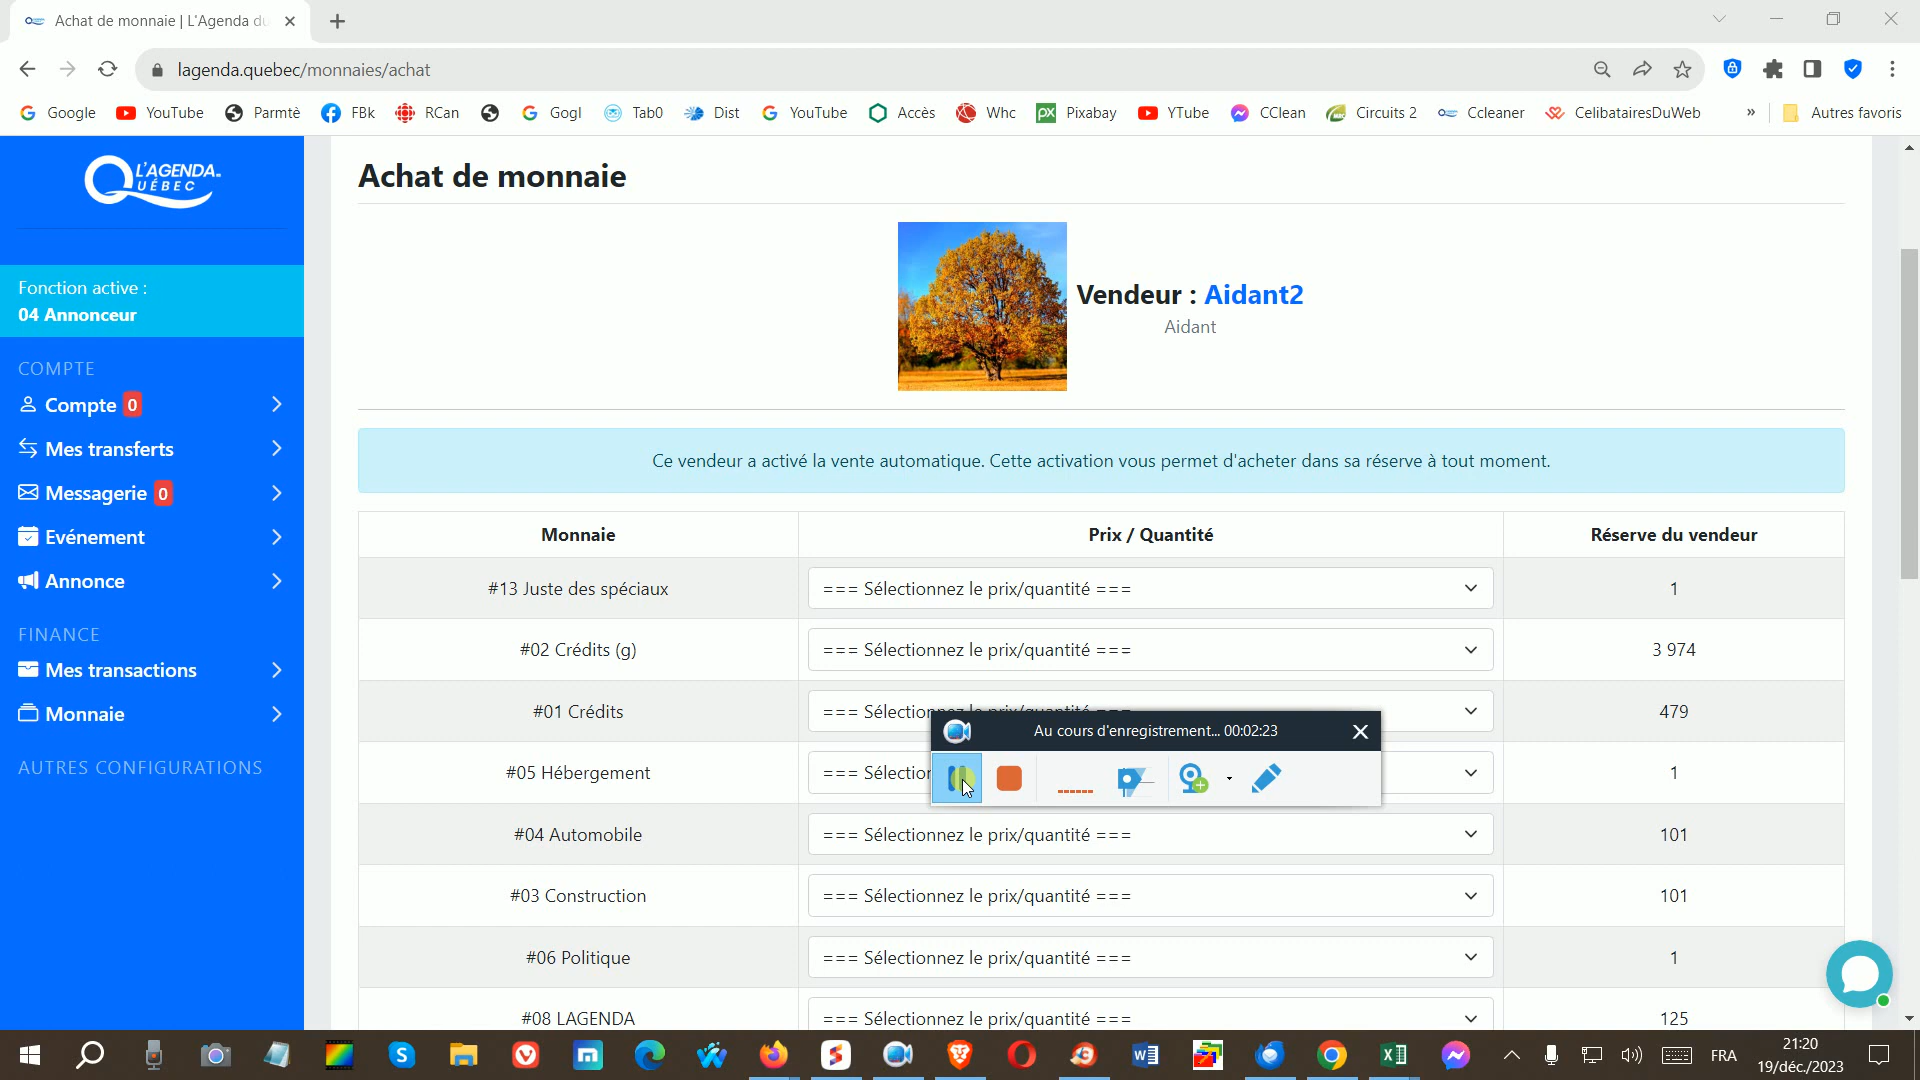 Achat de monnaie | L'Agenda du
lagenda.quebec/monnaies/achat
Google YouTube Parmtè FBk RCan Gogl Tab0 Dist YouTube Accès Whc Pixabay YTube CClean Circuits 2 Ccleaner CelibatairesDuWeb » Autres favoris
L'AGENDA
QUÉBEC
Fonction active :
04 Annonceur
COMPTE
Compte 0
Mes transferts
Messagerie 0
Evénement
Annonce
FINANCE
Mes transactions
Monnaie
AUTRES CONFIGURATIONS
Achat de monnaie
Vendeur : Aidant2
Aidant
Ce vendeur a activé la vente automatique. Cette activation vous permet d'acheter dans sa réserve à tout moment.
Monnaie Prix / Quantité Réserve du vendeur
#13 Juste des spéciaux === Sélectionnez le prix/quantité === 1
#02 Crédits (g) === Sélectionnez le prix/quantité === 3 974
#01 Crédits === Sélection 479
Au cours d'enregistrement... 00:02:23
#05 Hébergement === Sélection 1
#04 Automobile === Sélectionnez le prix/quantité === 101
#03 Construction === Sélectionnez le prix/quantité === 101
#06 Politique === Sélectionnez le prix/quantité === 1
#08 LAGENDA === Sélectionnez le prix/quantité === 125
FRA
21:20
19/déc./2023